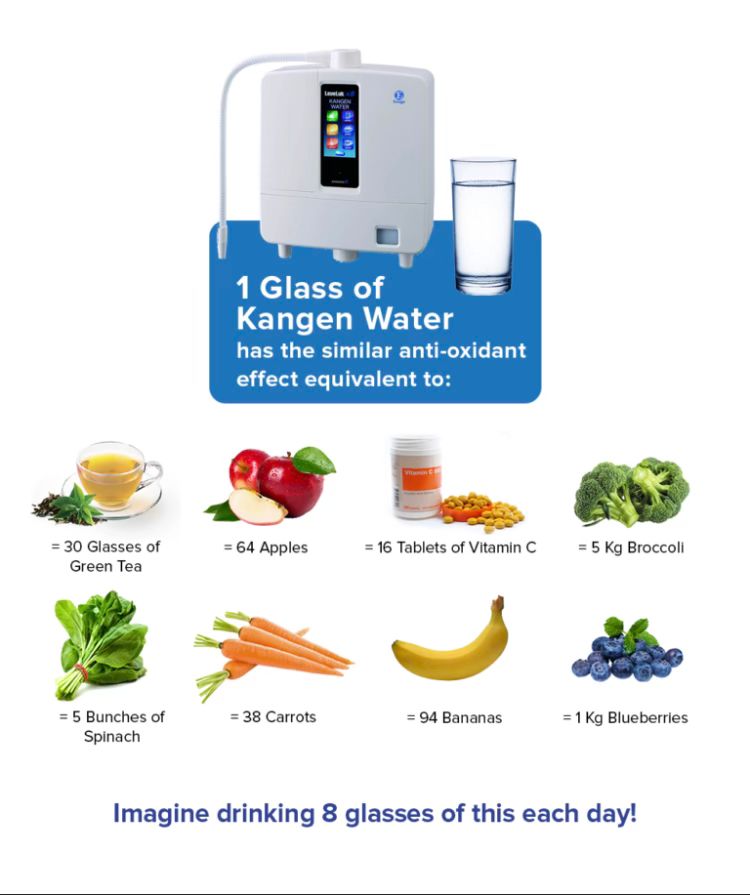 LeveLuk K8
KANGEN
WATER
1 Glass of
Kangen Water
has the similar anti-oxidant
effect equivalent to:
Vitamin C
= 30 Glasses of
Green Tea
= 64 Apples
= 16 Tablets of Vitamin C
= 5 Kg Broccoli
= 5 Bunches of
Spinach
= 38 Carrots
= 94 Bananas
= 1 Kg Blueberries
Imagine drinking 8 glasses of this each day!